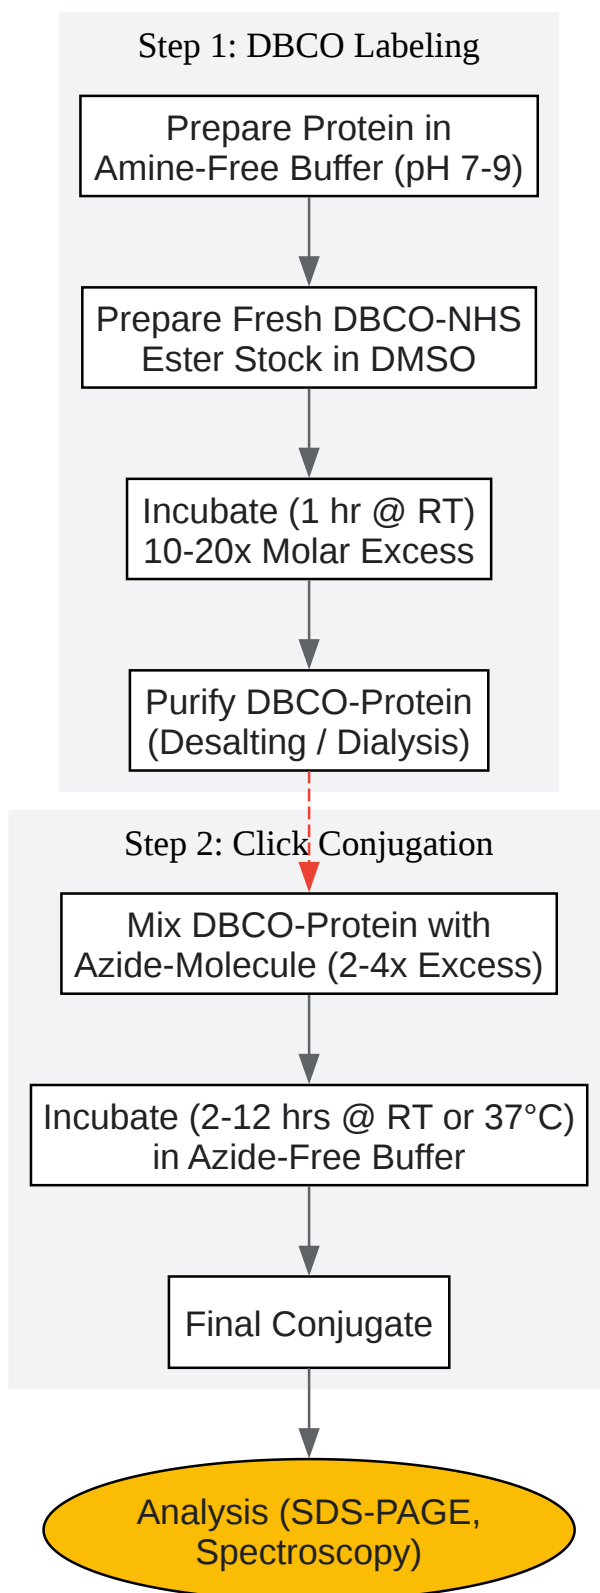 Step 1: DBCO Labeling
Prepare Protein in
Amine-Free Buffer (pH 7-9)
Prepare Fresh DBCO-NHS
Ester Stock in DMSO
Incubate (1 hr @ RT)
10-20x Molar Excess
Purify DBCO-Protein
(Desalting / Dialysis)
Step 2: Click Conjugation
Mix DBCO-Protein with
Azide-Molecule (2-4x Excess)
Incubate (2-12 hrs @ RT or 37°C)
in Azide-Free Buffer
Final Conjugate
Analysis (SDS-PAGE,
Spectroscopy)